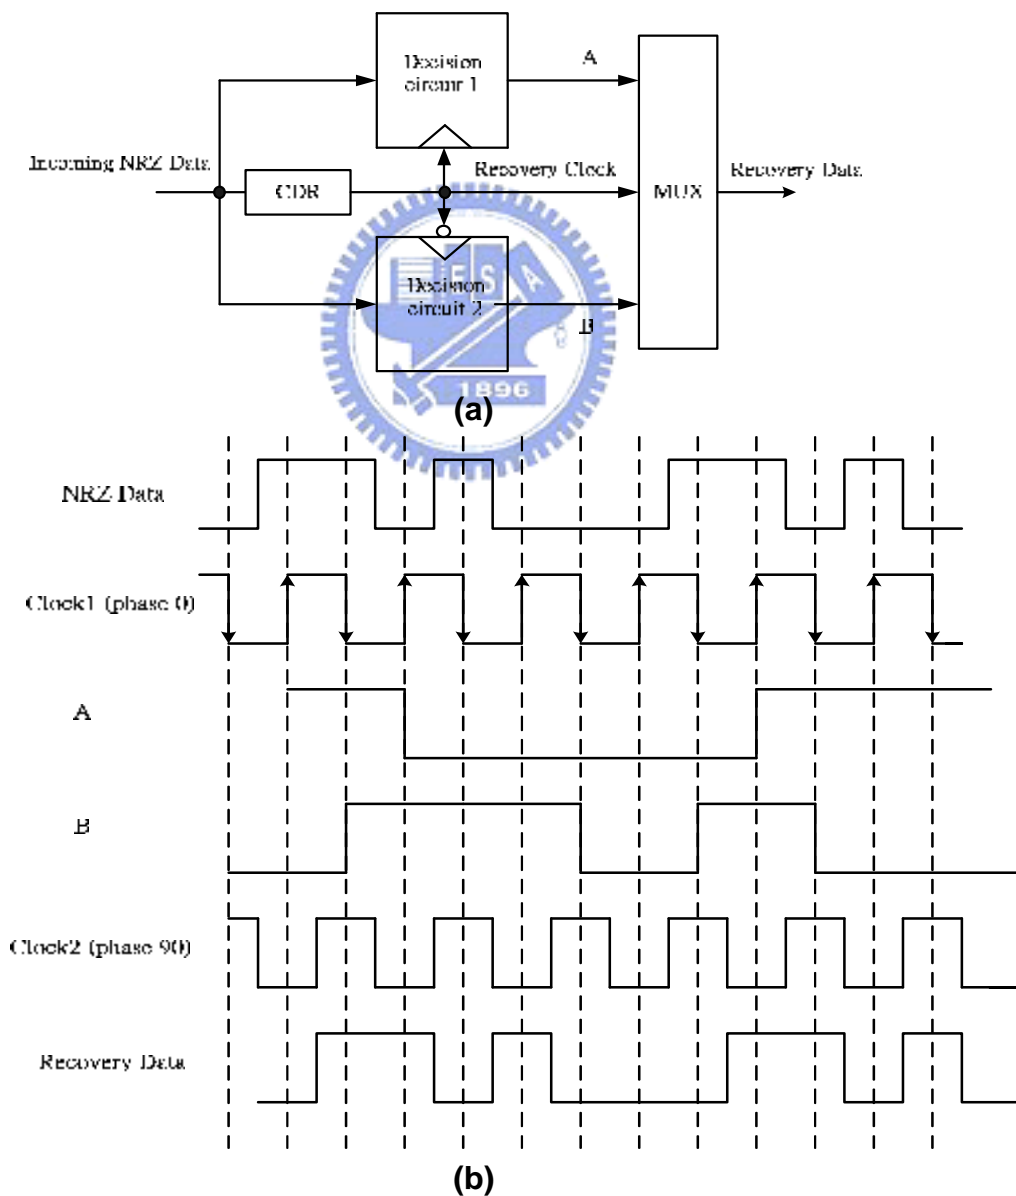 Decision
circuit 1
A
Incoming NRZ Data
CDR
Recovery Clock
MUX
Recovery Data
E S A
Decision
circuit 2
B
1896
(a)
NRZ Data
Clock1 (phase 0)
A
B
Clock2 (phase 90)
Recovery Data
(b)